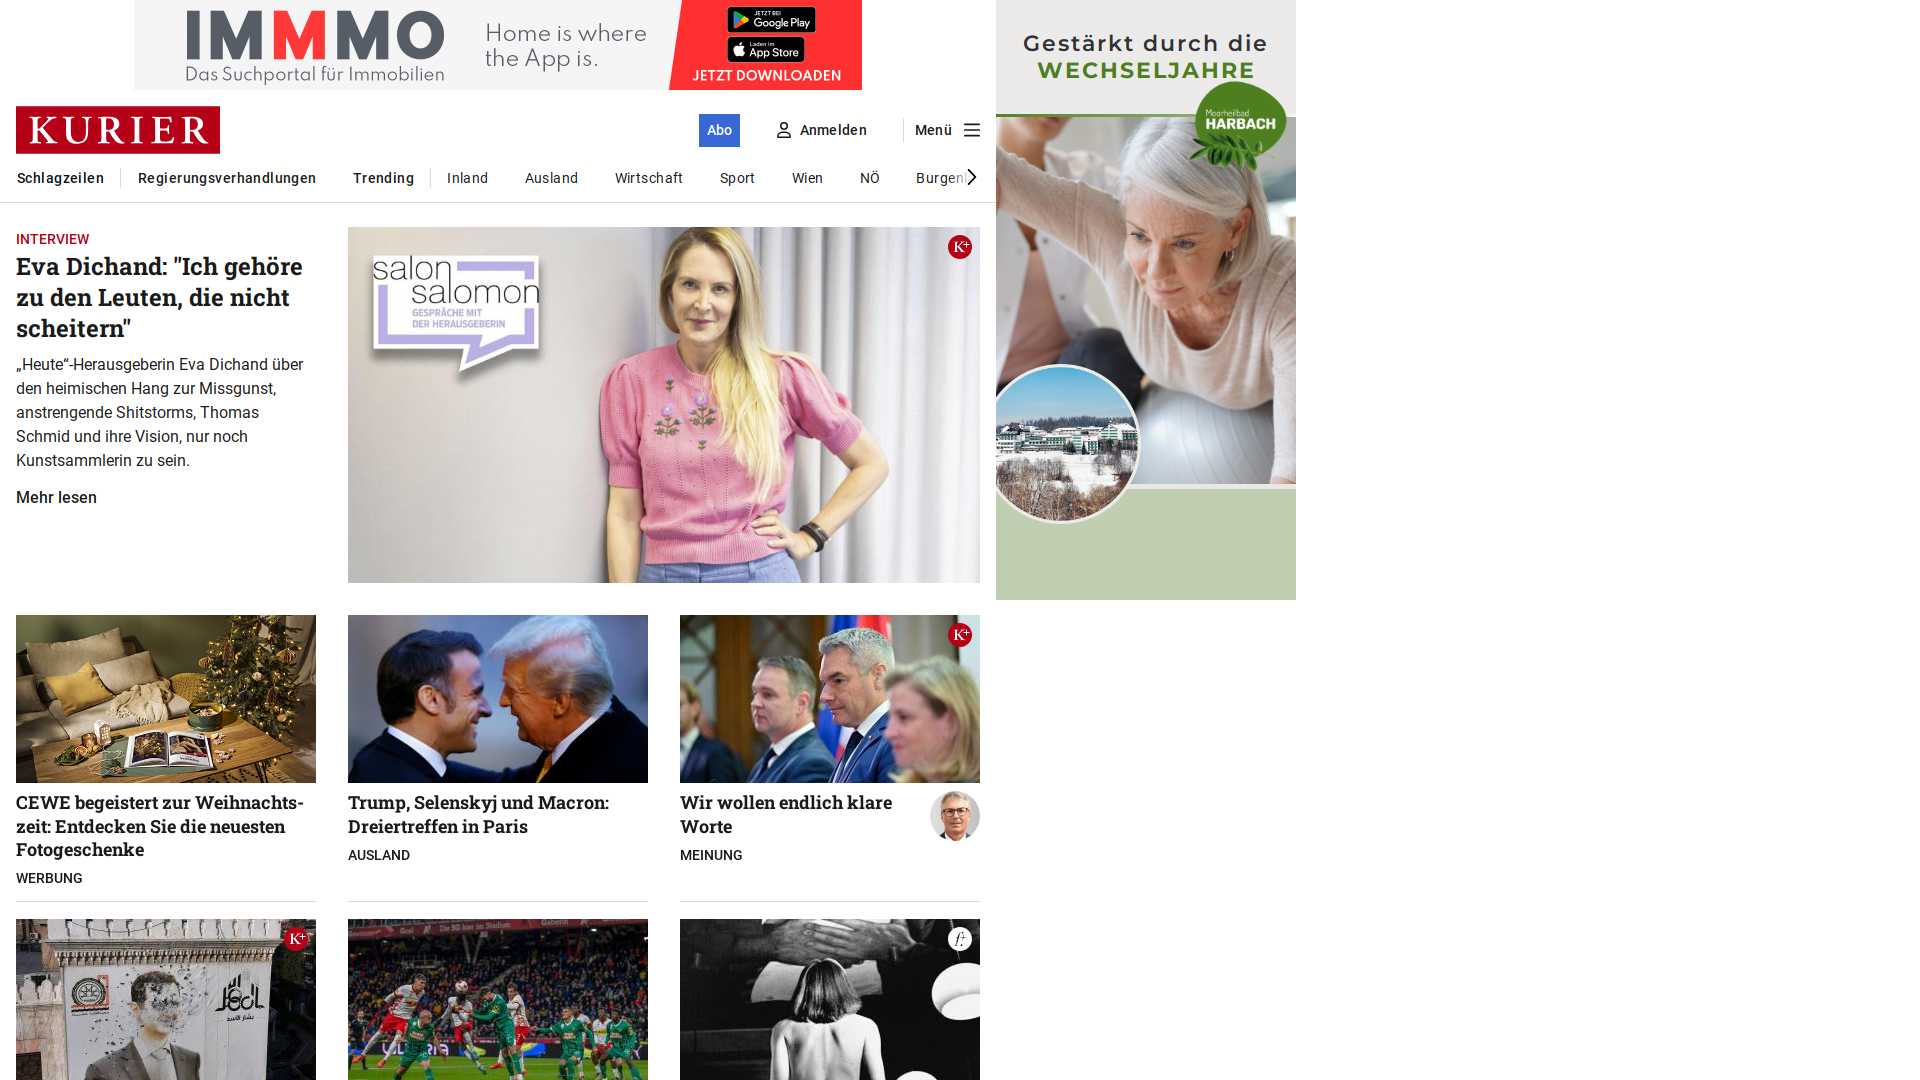 IMMMO
Das Suchportal für Immobilien
Home is where
the App is.
JETZT BEI
Google Play
Laden im
App Store
JETZT DOWNLOADEN
Gestärkt durch die
WECHSELJAHRE
Moorheilbad
HARBACH
KURIER
Abo
Anmelden
Menü
Schlagzeilen
Regierungsverhandlungen
Trending
Inland
Ausland
Wirtschaft
Sport
Wien
NÖ
Burgenl
INTERVIEW
Eva Dichand: "Ich gehöre
zu den Leuten, die nicht
scheitern"
„Heute“-Herausgeberin Eva Dichand über
den heimischen Hang zur Missgunst,
anstrengende Shitstorms, Thomas
Schmid und ihre Vision, nur noch
Kunstsammlerin zu sein.
Mehr lesen
salon
salomon
GESPRÄCHE MIT
DER HERAUSGEBERIN
K+
K+
CEWE begeistert zur Weihnachts-
zeit: Entdecken Sie die neuesten
Fotogeschenke
WERBUNG
Trump, Selenskyj und Macron:
Dreiertreffen in Paris
AUSLAND
Wir wollen endlich klare
Worte
MEINUNG
K+
f+